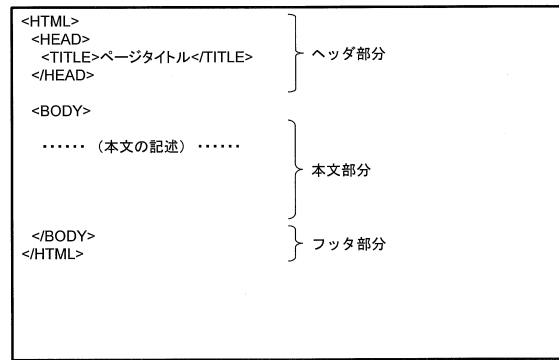 <HTML>
<HEAD>
<TITLE>ページタイトル</TITLE>
</HEAD>
ヘッダ部分
<BODY>
・・・・・・ （本文の記述） ・・・・・・
本文部分
</BODY>
</HTML>
フッタ部分